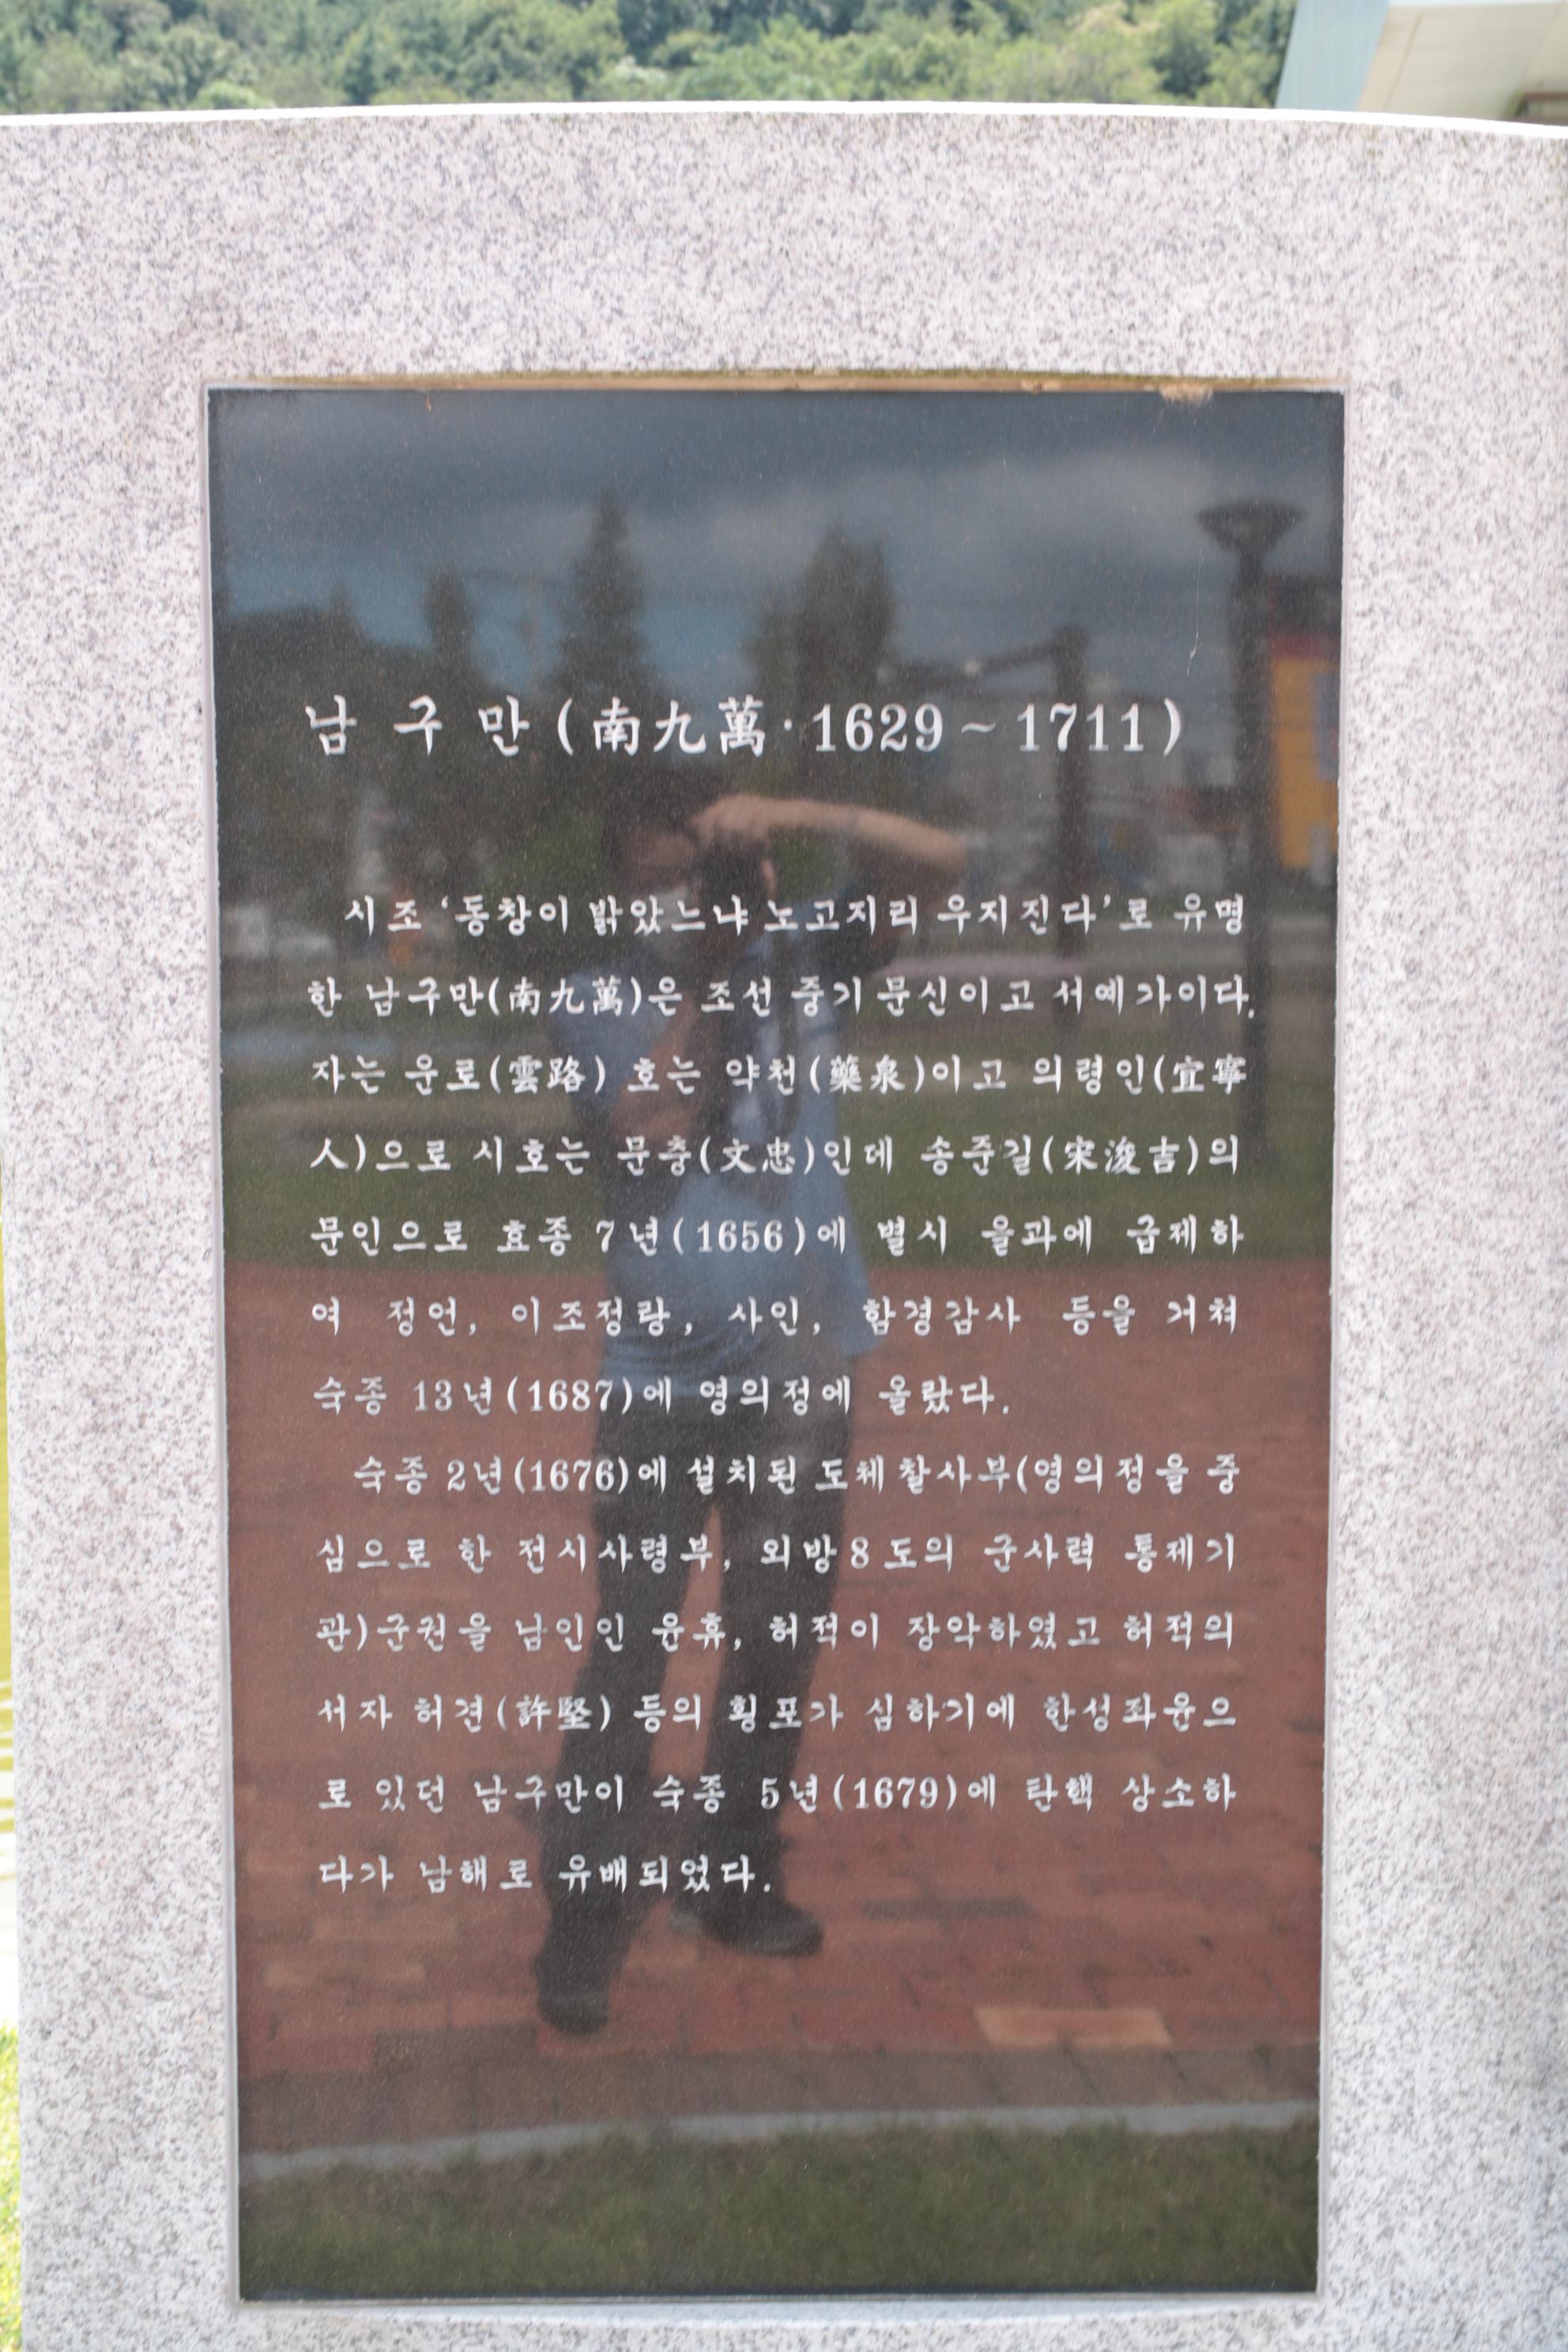 남구만(南九萬·1629~1711)
시조 ‘동창이 밝았느냐 노고지리 우지진다’로 유명
한 남구만(南九萬)은 조선 중기 문신이고 서예가이다.
자는 운로(雲路) 호는 약천(藥泉)이고 의령인(宜寧
人)으로 시호는 문충(文忠)인데 송준길(宋浚吉)의
문인으로 효종 7년(1656)에 별시 을과에 급제하
여 정언, 이조정랑, 사인, 함경감사 등을 거쳐
숙종 13년(1687)에 영의정에 올랐다.
숙종 2년(1676)에 설치된 도체찰사부(영의정을 중
심으로 한 전시사령부, 외방8도의 군사력 통제기
관)군권을 남인인 윤휴, 허적이 장악하였고 허적의
서자 허견(許堅) 등의 횡포가 심하기에 한성좌윤으
로 있던 남구만이 숙종 5년(1679)에 탄핵 상소하
다가 남해로 유배되었다.